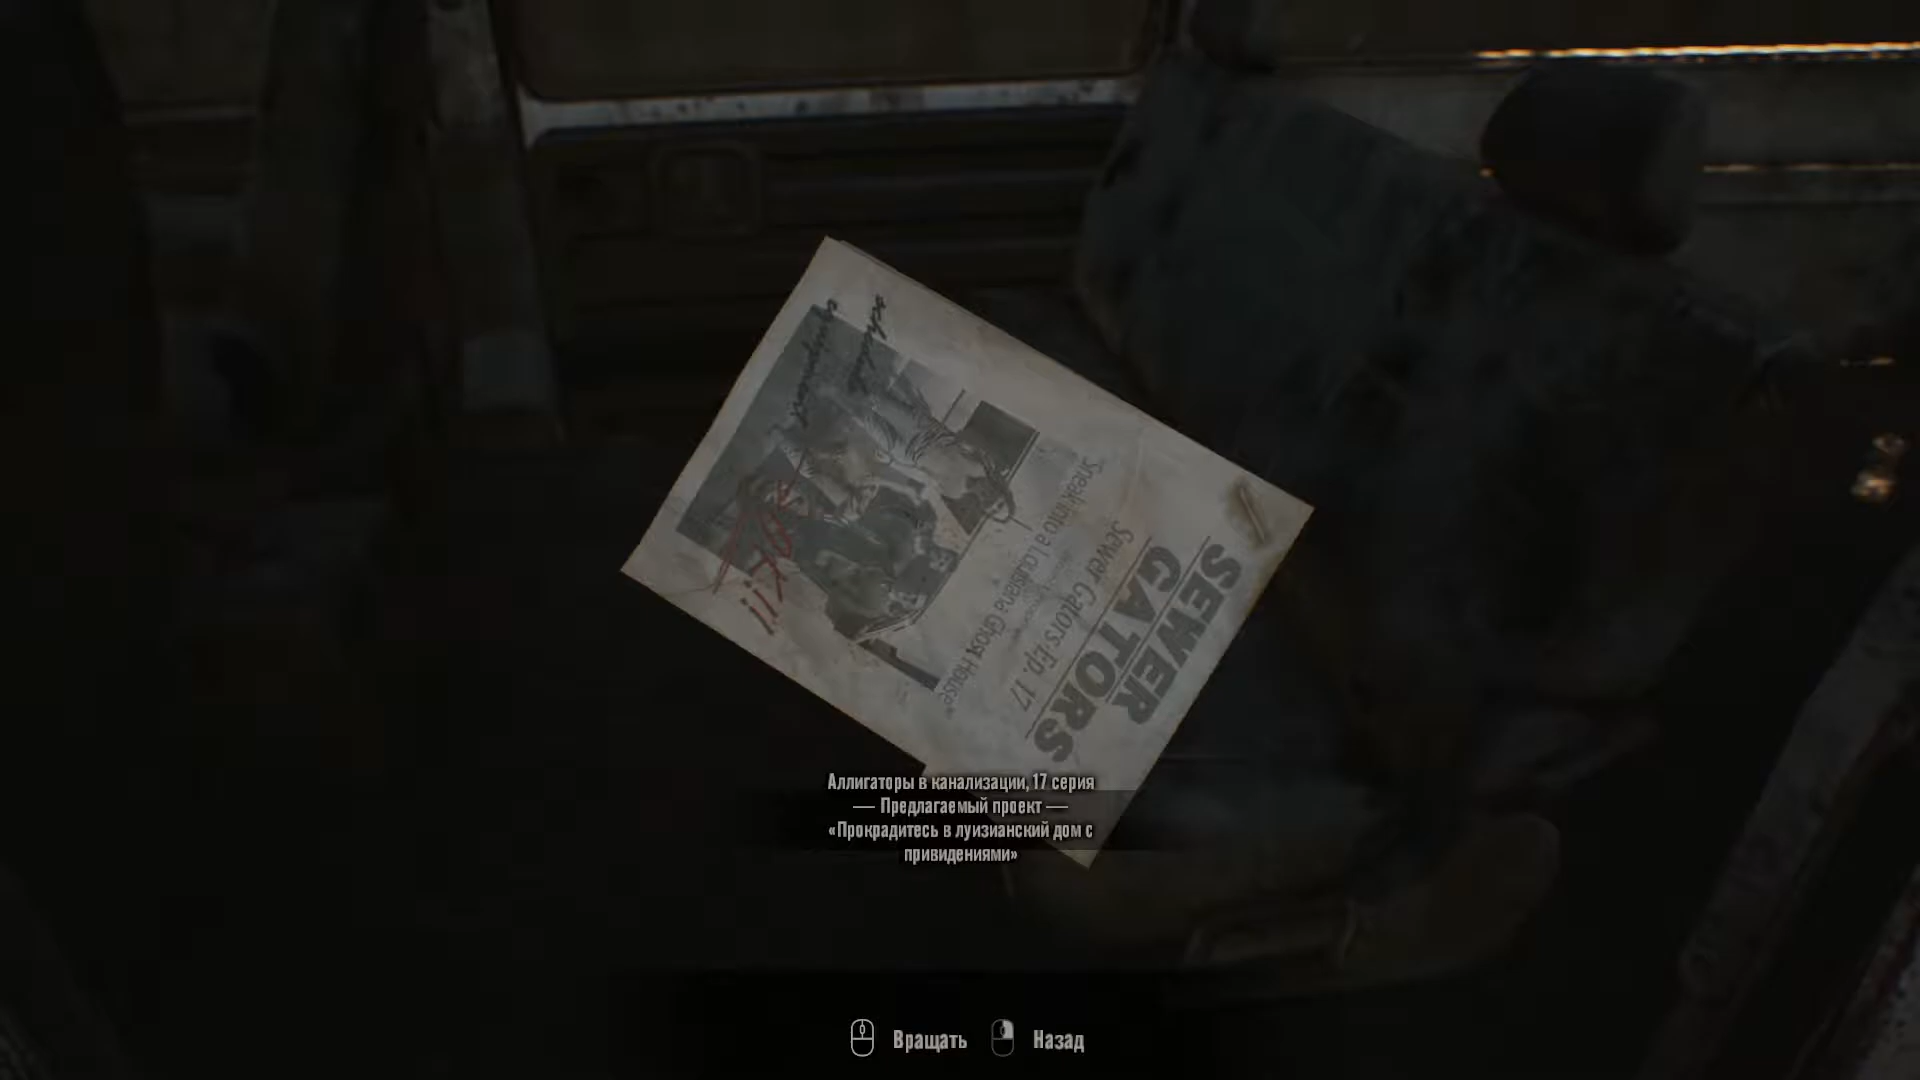 SEWER
GATORS
Sewer Gators Ep. 17
Sneak into a Louisiana Ghost House"
Аллигаторы в канализации, 17 серия
— Предлагаемый проект —
«Прокрадитесь в луизианский дом с
привидениями»
Вращать Назад